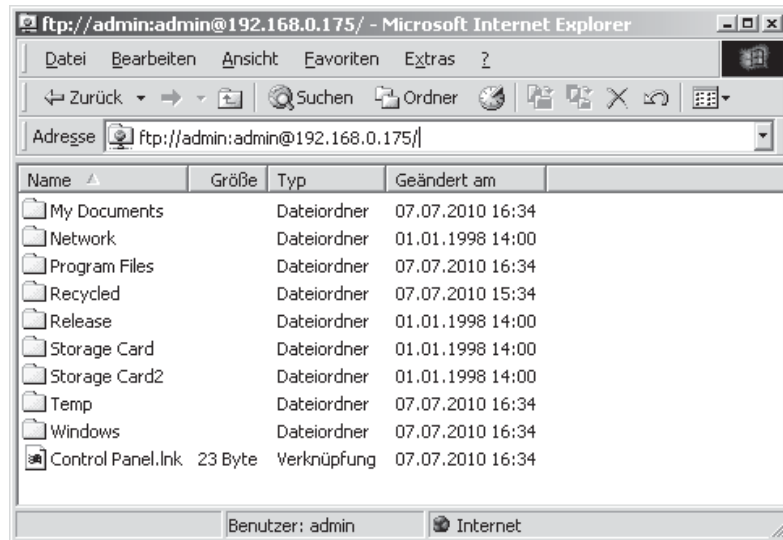 ftp://admin:admin@192.168.0.175/ - Microsoft Internet Explorer
Datei Bearbeiten Ansicht Favoriten Extras ?
Zurück Suchen Ordner
Adresse ftp://admin:admin@192.168.0.175/
Name Größe Typ Geändert am
My Documents Dateiordner 07.07.2010 16:34
Network Dateiordner 01.01.1998 14:00
Program Files Dateiordner 07.07.2010 16:34
Recycled Dateiordner 07.07.2010 15:34
Release Dateiordner 01.01.1998 14:00
Storage Card Dateiordner 01.01.1998 14:00
Storage Card2 Dateiordner 01.01.1998 14:00
Temp Dateiordner 07.07.2010 16:34
Windows Dateiordner 07.07.2010 16:34
Control Panel.lnk 23 Byte Verknüpfung 07.07.2010 16:34
Benutzer: admin Internet